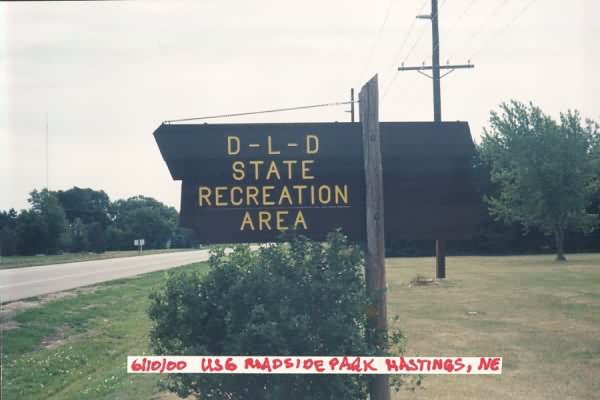 D-L-D
STATE
RECREATION
AREA
6/10/00 US6 ROADSIDE PARK HASTINGS, NE